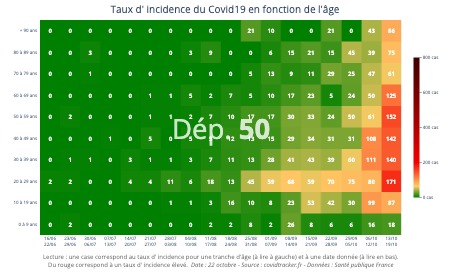 Taux d' incidence du Covid19 en fonction de l'âge
+ 90 ans 0 0 0 0 0 0 0 0 0 0 21 10 0 0 21 0 43 86
80 à 89 ans 0 0 3 0 0 0 0 3 9 0 0 6 15 21 15 45 39 75
70 à 79 ans 0 0 1 0 0 0 0 0 0 0 5 13 9 11 29 25 47 61
60 à 69 ans 0 0 0 0 0 1 1 5 2 7 5 10 17 23 5 24 50 125
50 à 59 ans 0 2 0 0 0 1 0 5 2 7 10 17 17 30 33 24 50 152
40 à 49 ans 0 0 0 1 0 5 12 15 29 34 31 31 108 142
30 à 39 ans 0 1 1 0 3 1 1 3 7 11 13 28 41 43 39 111 140
20 à 29 ans 2 2 0 0 4 0 11 6 18 13 45 59 70 75 171
10 à 19 ans 0 0 0 0 0 0 1 1 3 16 8 23 53 42 30 87
0 à 9 ans 0 2 0 0 0 0 0 0 2 8 2 26 8 6 6 16 18
Dép. 50
800 cas
600 cas
400 cas
200 cas
0 cas
16/06 23/06 30/06 07/07 14/07 21/07 28/07 04/08 11/08 18/08 25/08 01/09 08/09 15/09 22/09 29/09 06/10 13/10
22/06 29/06 06/07 13/07 20/07 27/07 03/08 10/08 17/08 24/08 31/08 07/09 14/09 21/09 28/09 05/10 12/10 19/10
Lecture : une case correspond au taux d' incidence pour une tranche d'âge (à lire à gauche) et à une date donnée (à lire en bas).
Du rouge correspond à un taux d' incidence élevé. Date : 22 octobre - Source : covidtracker.fr - Données : Santé publique France